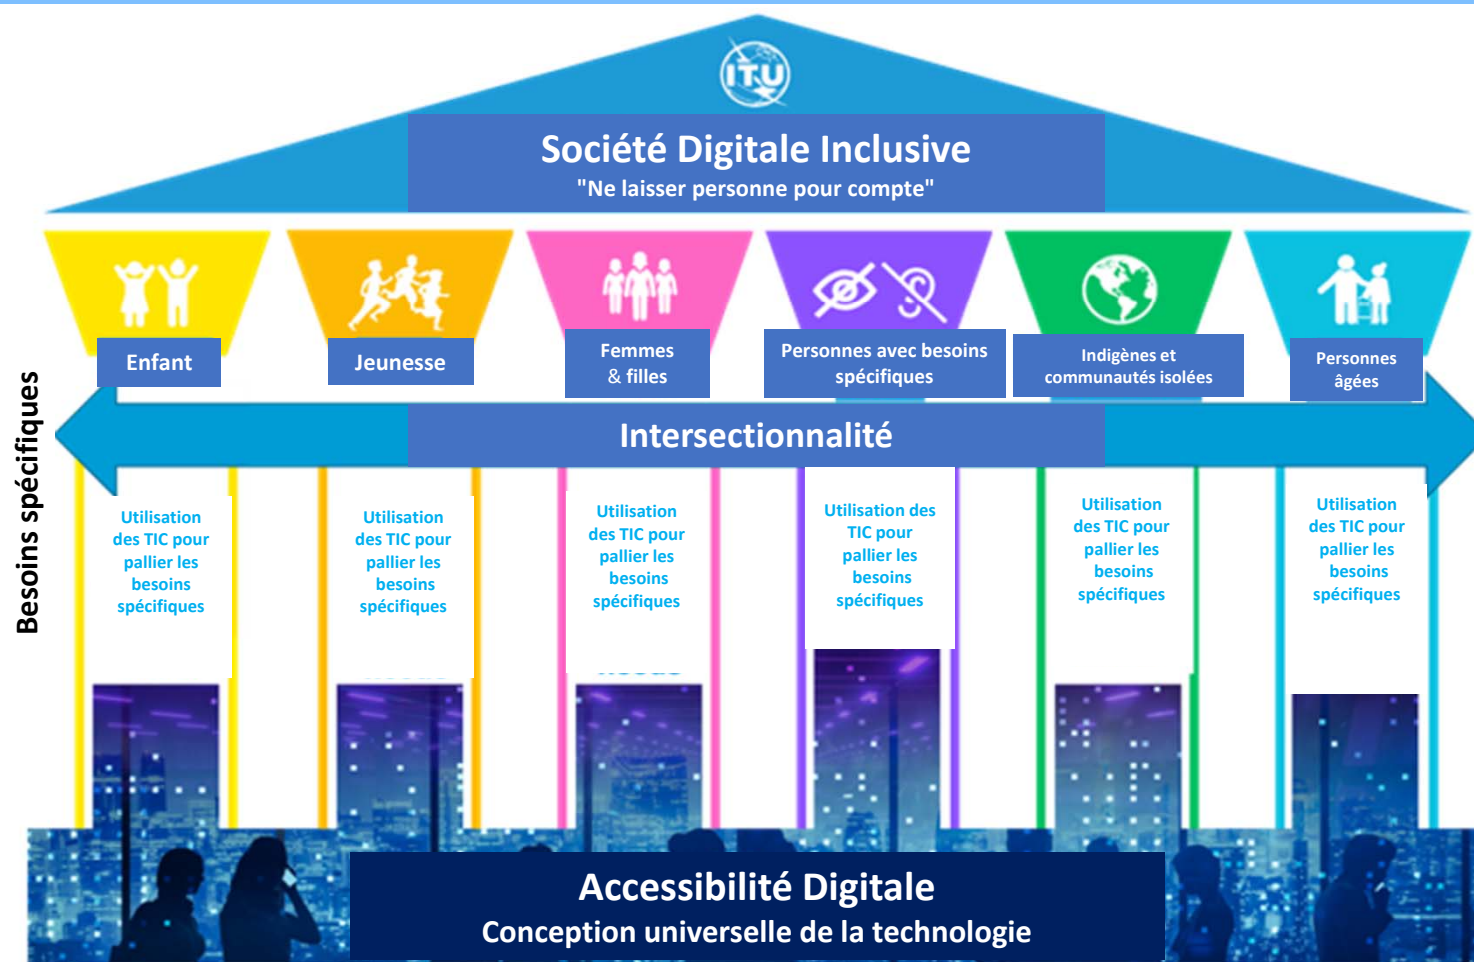 ITU
Société Digitale Inclusive
"Ne laisser personne pour compte"
Enfant
Jeunesse
Femmes
& filles
Personnes avec besoins
spécifiques
Indigènes et
communautés isolées
Personnes
âgées
Besoins spécifiques
Intersectionnalité
Utilisation
des TIC pour
pallier les
besoins
spécifiques
Utilisation
des TIC pour
pallier les
besoins
spécifiques
Utilisation
des TIC pour
pallier les
besoins
spécifiques
Utilisation des
TIC pour
pallier les
besoins
spécifiques
Utilisation
des TIC pour
pallier les
besoins
spécifiques
Utilisation
des TIC pour
pallier les
besoins
spécifiques
Accessibilité Digitale
Conception universelle de la technologie